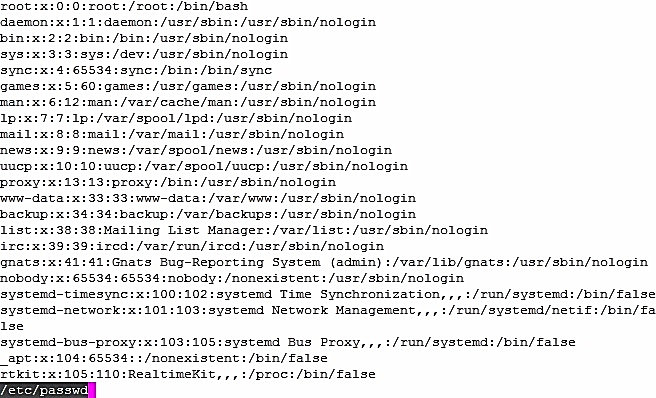 root:x:0:0:root:/root:/bin/bash
daemon:x:1:1:daemon:/usr/sbin:/usr/sbin/nologin
bin:x:2:2:bin:/bin:/usr/sbin/nologin
sys:x:3:3:sys:/dev:/usr/sbin/nologin
sync:x:4:65534:sync:/bin:/bin/sync
games:x:5:60:games:/usr/games:/usr/sbin/nologin
man:x:6:12:man:/var/cache/man:/usr/sbin/nologin
lp:x:7:7:lp:/var/spool/lpd:/usr/sbin/nologin
mail:x:8:8:mail:/var/mail:/usr/sbin/nologin
news:x:9:9:news:/var/spool/news:/usr/sbin/nologin
uucp:x:10:10:uucp:/var/spool/uucp:/usr/sbin/nologin
proxy:x:13:13:proxy:/bin:/usr/sbin/nologin
www-data:x:33:33:www-data:/var/www:/usr/sbin/nologin
backup:x:34:34:backup:/var/backups:/usr/sbin/nologin
list:x:38:38:Mailing List Manager:/var/list:/usr/sbin/nologin
irc:x:39:39:ircd:/var/run/ircd:/usr/sbin/nologin
gnats:x:41:41:Gnats Bug-Reporting System (admin):/var/lib/gnats:/usr/sbin/nologin
nobody:x:65534:65534:nobody:/nonexistent:/usr/sbin/nologin
systemd-timesync:x:100:102:systemd Time Synchronization,,,:/run/systemd:/bin/false
systemd-network:x:101:103:systemd Network Management,,,:/run/systemd/netif:/bin/fa
lse
systemd-bus-proxy:x:103:105:systemd Bus Proxy,,,:/run/systemd:/bin/false
_apt:x:104:65534::/nonexistent:/bin/false
rtkit:x:105:110:RealtimeKit,,,:/proc:/bin/false
/etc/passwd